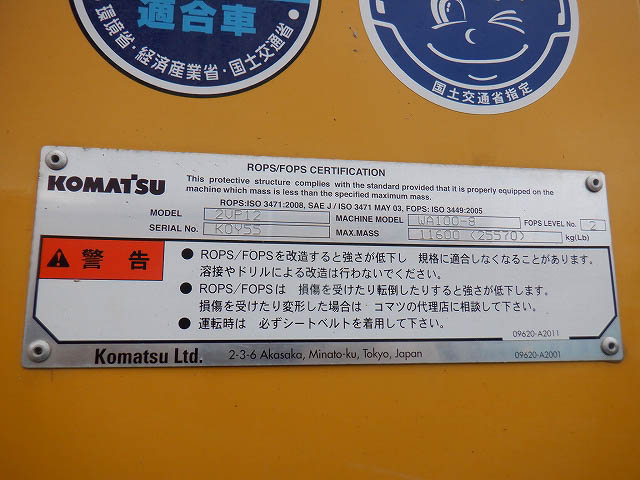 適合車
環境省・経済産業省・国土交通省
国土交通省指定
KOMATSU
ROPS/FOPS CERTIFICATION
This protective structure complies with the standard provided that it is properly equipped on the
machine which mass is less than the specified maximum mass.
ROPS:ISO 3471:2008, SAE J / ISO 3471 MAY 03, FOPS: ISO 3449:2005
MODEL 2VP12 MACHINE MODEL WA100-8 FOPS LEVEL No. 2
SERIAL No. K0Y55 MAX.MASS 11600 (25570) kg(Lb)
警告
● ROPS/FOPSを改造すると強さが低下し 規格に適合しなくなることがあります。
溶接やドリルによる改造は行わないでください。
● ROPS/FOPSは 損傷を受けたり転倒したりすると強さが低下します。
損傷を受けたり変形した場合は コマツの代理店に相談して下さい。
● 運転時は 必ずシートベルトを着用して下さい。
09620-A2011
Komatsu Ltd. 2-3-6 Akasaka, Minato-ku, Tokyo, Japan 09620-A2001